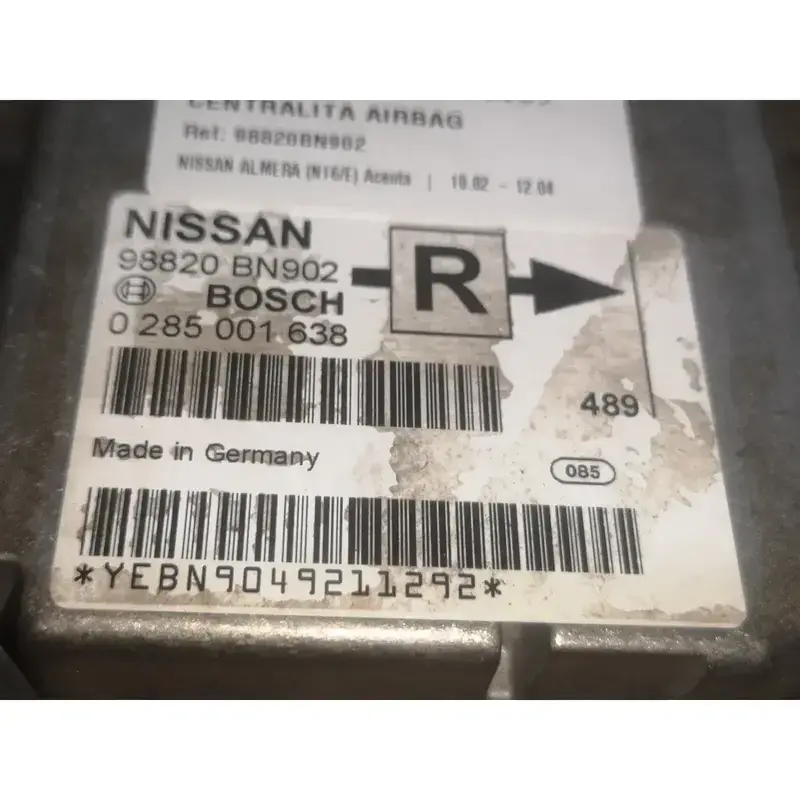 CENTRALITA AIRBAG
Ref: 98820BN902
NISSAN ALMERA (N16/E) Acenta | 10.02 - 12.04
NISSAN
98820 BN902
R
BOSCH
0 285 001 638
489
Made in Germany
085
*YEBN9049211292*